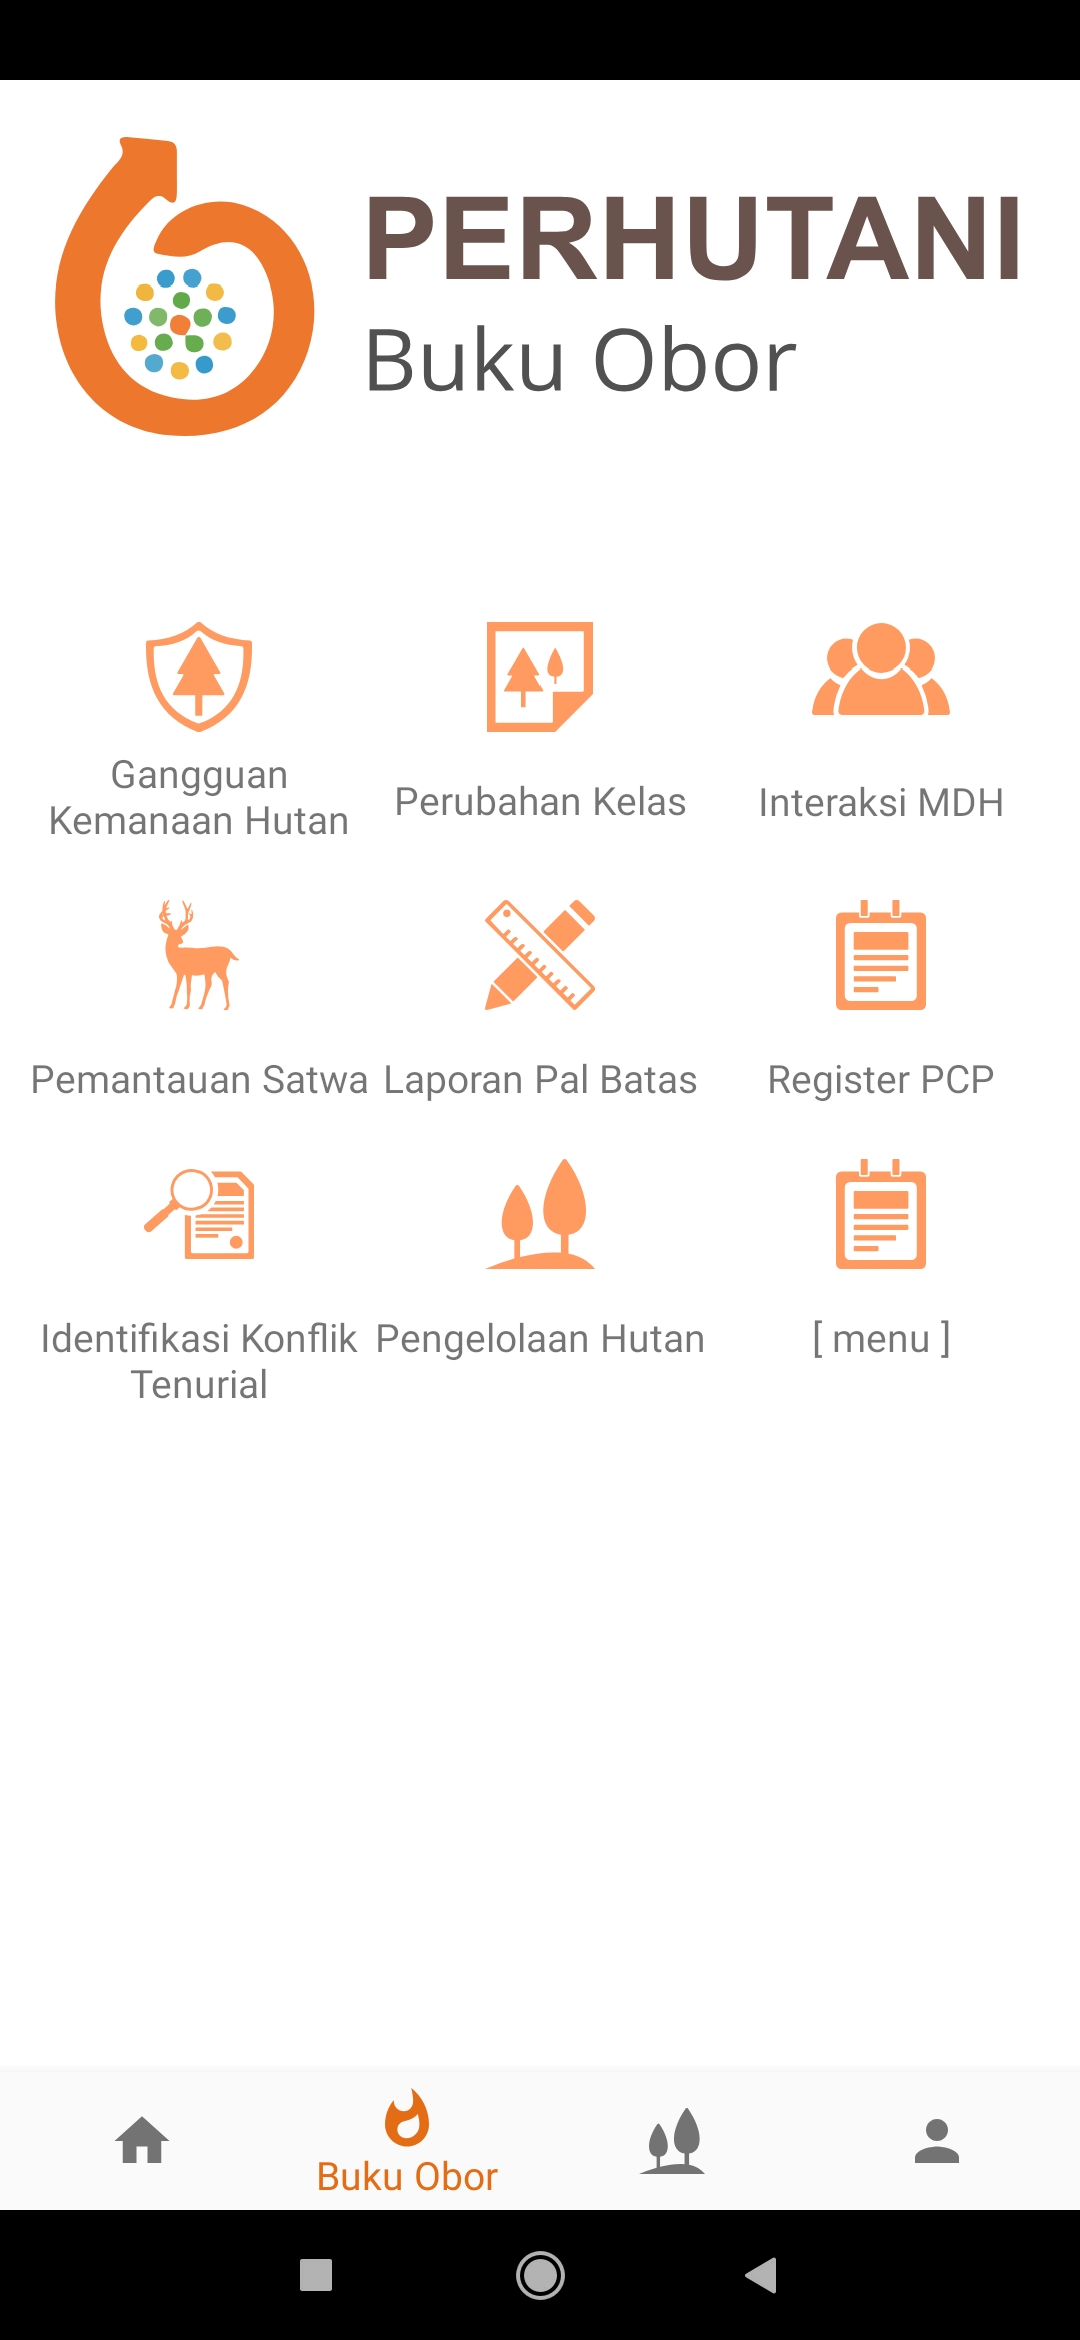 PERHUTANI
Buku Obor
Gangguan
Kemanaan Hutan
Perubahan Kelas
Interaksi MDH
Pemantauan Satwa
Laporan Pal Batas
Register PCP
Identifikasi Konflik
Tenurial
Pengelolaan Hutan
[ menu ]
Buku Obor